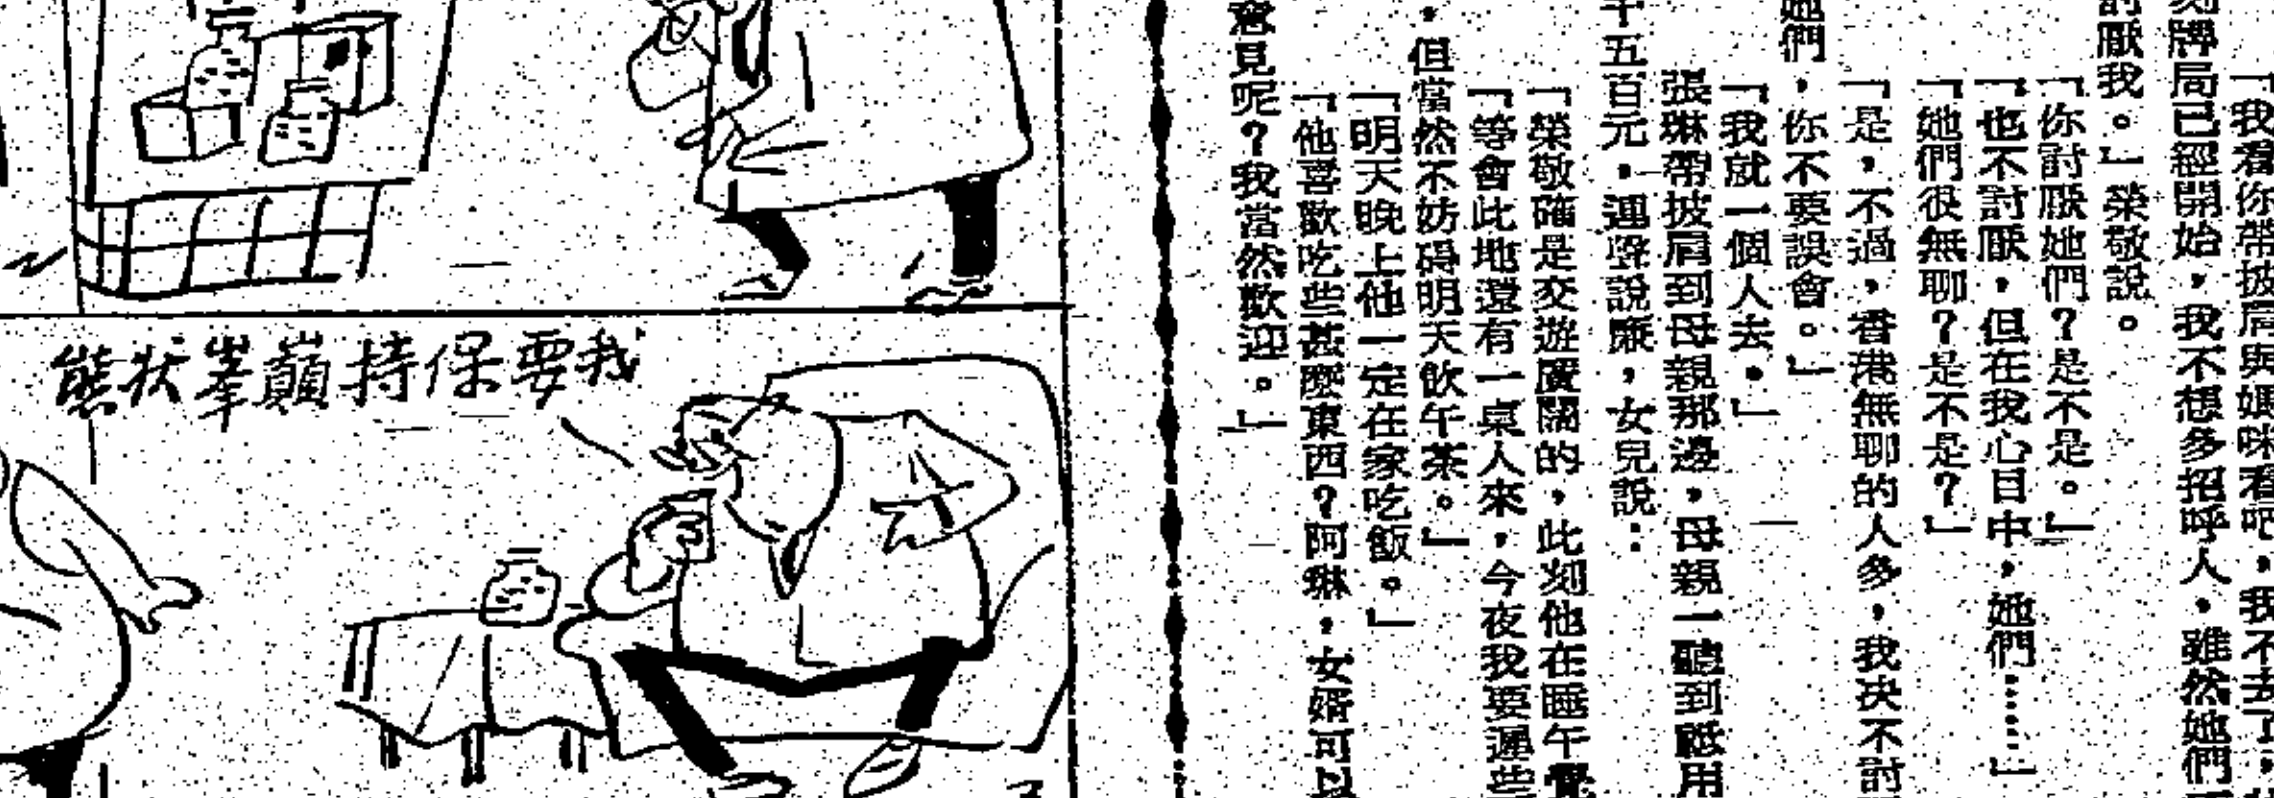 「我看你帶披肩與媽咪看吧，我不去了，
刻牌局已經開始，我不想多招呼人，雖然她們
討厭我。」榮敬說。
「你討厭她們？是不是。」
「也不討厭，但在我心目中，她們……」
「她們很無聊？是不是？」
「是，不過，香港無聊的人多，我決不討
她們，你不要誤會。」
「我就一個人去。」
張琳帶披肩到母親那邊，母親一聽到祗用
千五百元，連聲說廉，女兒說：
「榮敬確是交遊廣闊的，此刻他在睡午覺
「等會此地還有一桌人來，今夜我要遲些
，但當然不妨碍明天飲午茶。」
「明天晚上他一定在家吃飯。」
「他喜歡吃些甚麼東西？阿琳，女婿可以
意見呢？我當然歡迎。」
我要保持巔峯狀態